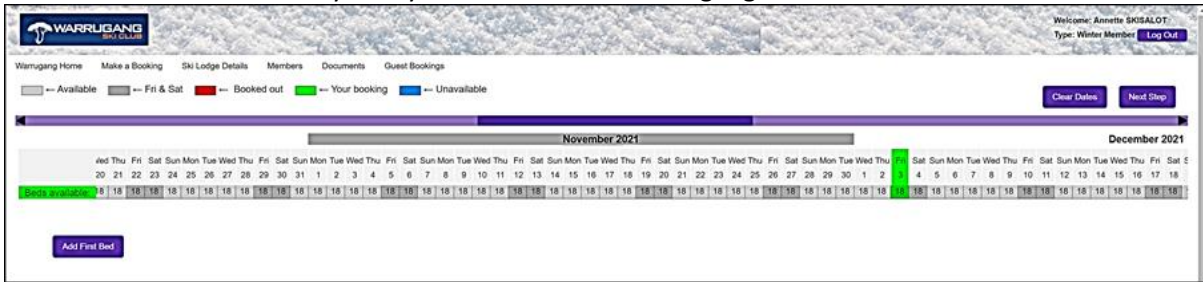 WARRUGANG
SKI CLUB
Welcome: Annette SKISALOT
Type: Winter Member Log Out
Warrugang Home Make a Booking Ski Lodge Details Members Documents Guest Bookings
← Available ← Fri & Sat ← Booked out ← Your booking ← Unavailable
Clear Dates Next Step
November 2021 December 2021
Wed Thu Fri Sat Sun Mon Tue Wed Thu Fri Sat Sun Mon Tue Wed Thu Fri Sat Sun Mon Tue Wed Thu Fri Sat Sun Mon Tue Wed Thu Fri Sat Sun Mon Tue Wed Thu Fri Sat Sun Mon Tue Wed Thu Fri Sat Sun Mon Tue Wed Thu Fri Sat Sun Mon Tue Wed Thu Fri Sat S
20 21 22 23 24 25 26 27 28 29 30 31 1 2 3 4 5 6 7 8 9 10 11 12 13 14 15 16 17 18 19 20 21 22 23 24 25 26 27 28 29 30 1 2 3 4 5 6 7 8 9 10 11 12 13 14 15 16 17 18
Beds available: 18 18 18 18 18 18 18 18 18 18 18 18 18 18 18 18 18 18 18 18 18 18 18 18 18 18 18 18 18 18 18 18 18 18 18 18 18 18 18 18 18 18 18 18 18 18 18 18 18 18 18 18 18 18 18 18 18 18 18 18
Add First Bed